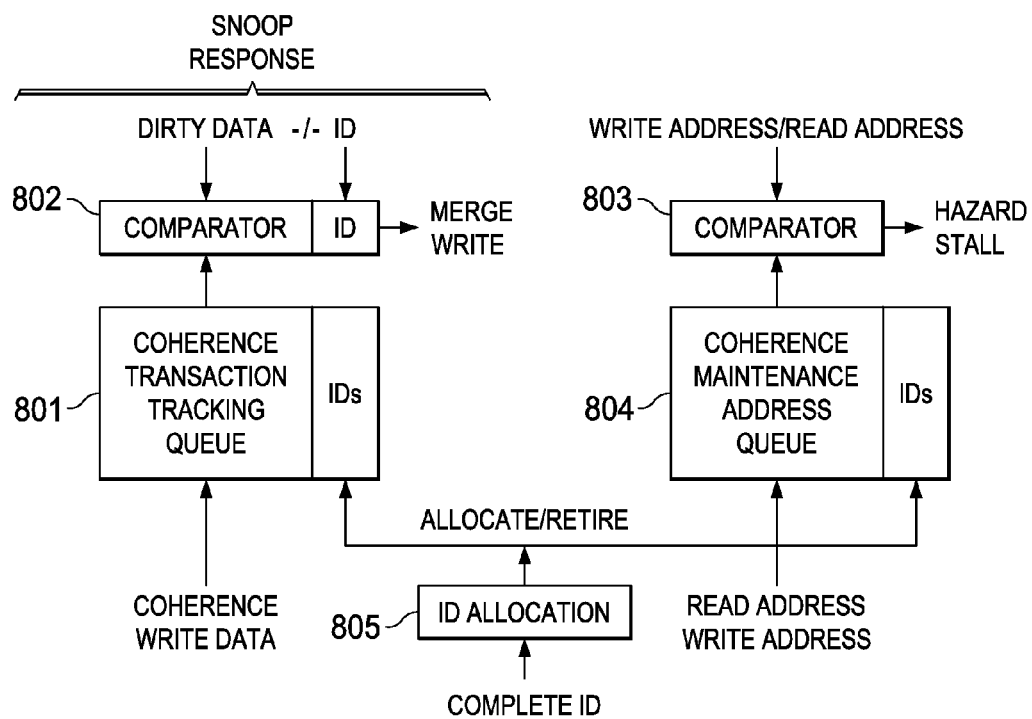 SNOOP
RESPONSE
DIRTY DATA -/- ID
WRITE ADDRESS/READ ADDRESS
802
COMPARATOR
ID
MERGE
WRITE
803
COMPARATOR
HAZARD
STALL
801
COHERENCE
TRANSACTION
TRACKING
QUEUE
IDs
804
COHERENCE
MAINTENANCE
ADDRESS
QUEUE
IDs
ALLOCATE/RETIRE
COHERENCE
WRITE DATA
805
ID ALLOCATION
READ ADDRESS
WRITE ADDRESS
COMPLETE ID